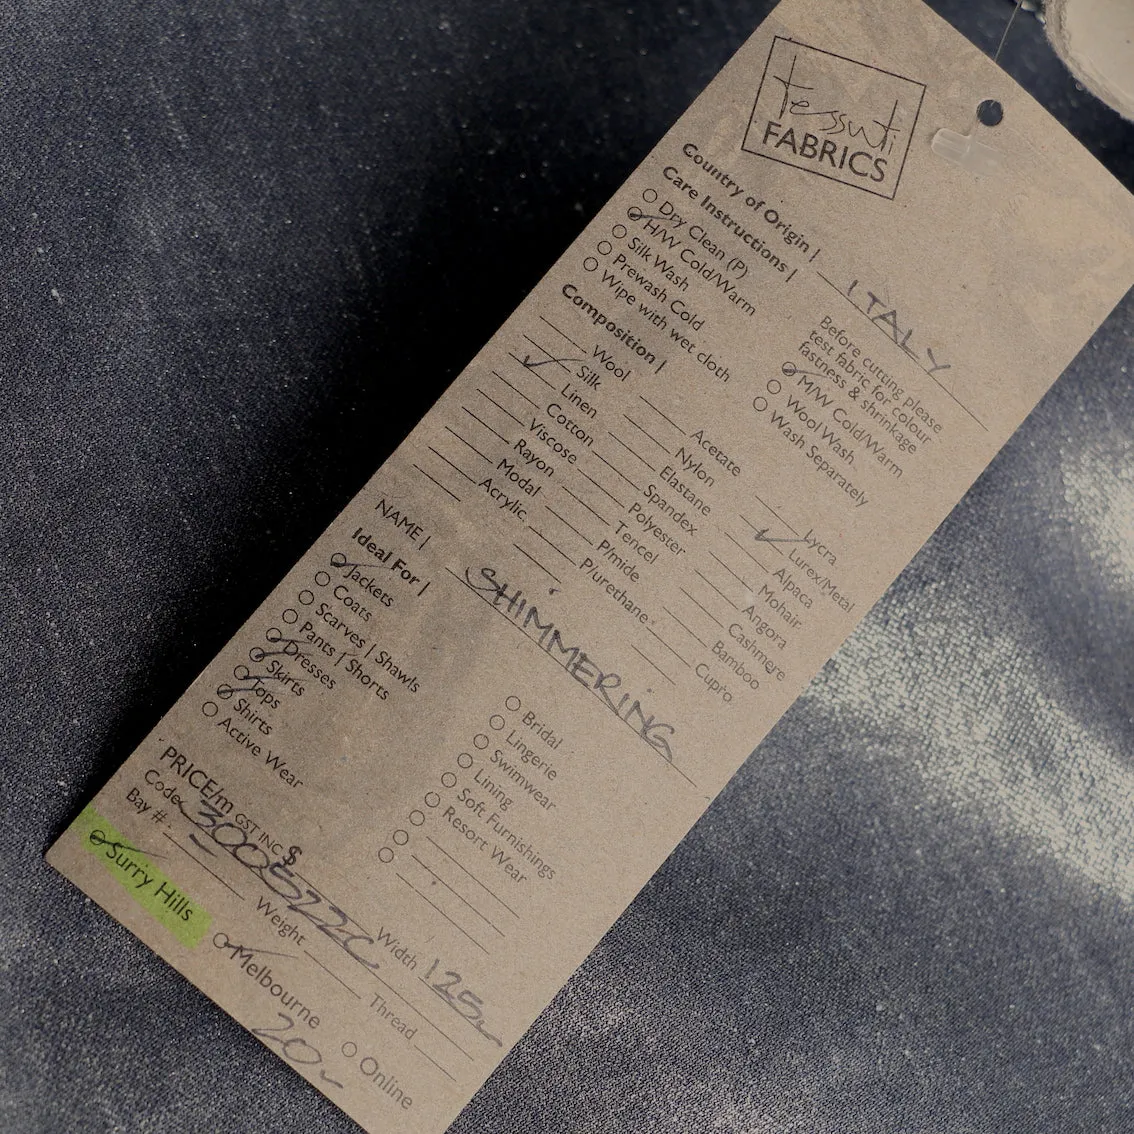 tessuti
FABRICS
Country of Origin | ITALY
Care Instructions |
Dry Clean (P)
H/W Cold/Warm
Silk Wash
Prewash Cold
Wipe with wet cloth
Before cutting please
test fabric for colour
fastness & shrinkage
M/W Cold/Warm
Wool Wash
Wash Separately
Composition |
Wool
Silk
Linen
Cotton
Viscose
Rayon
Modal
Acrylic
Acetate
Nylon
Elastane
Spandex
Polyester
Tencel
P/mide
P/urethane
Lycra
Lurex/Metal
Alpaca
Mohair
Angora
Cashmere
Bamboo
Cupro
NAME | SHIMMERING
Ideal For |
Jackets
Coats
Scarves | Shawls
Pants | Shorts
Dresses
Skirts
Tops
Shirts
Active Wear
Bridal
Lingerie
Swimwear
Lining
Soft Furnishings
Resort Wear
PRICE/m GST INC $
Code 300522C Width 125
Bay #: Weight Thread
Surry Hills Melbourne Online
20